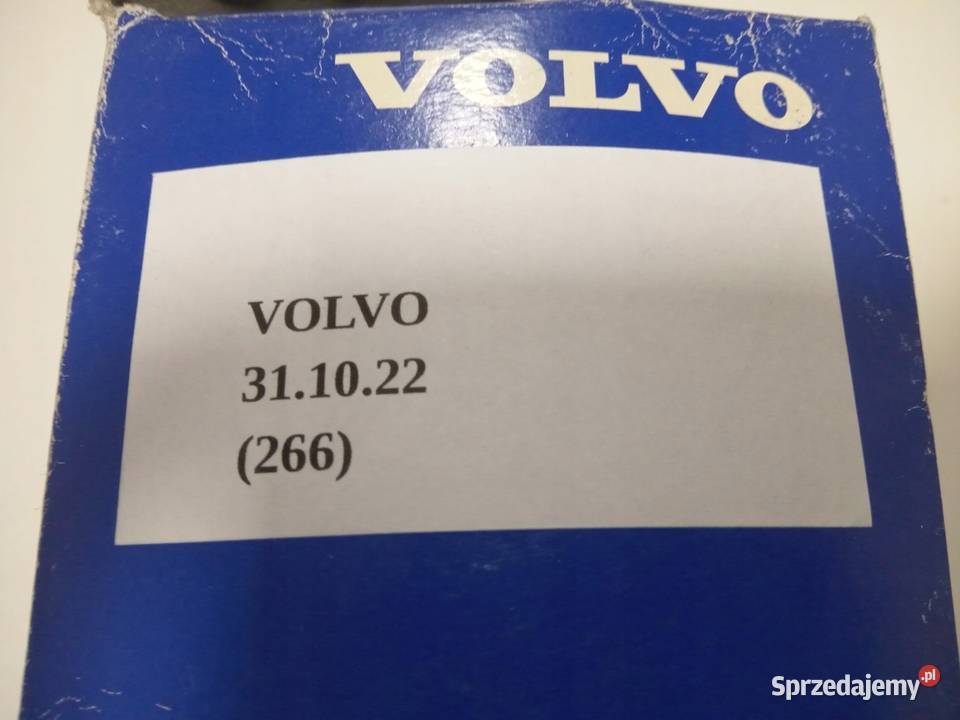 VOLVO
VOLVO
31.10.22
(266)
Sprzedajemy.pl